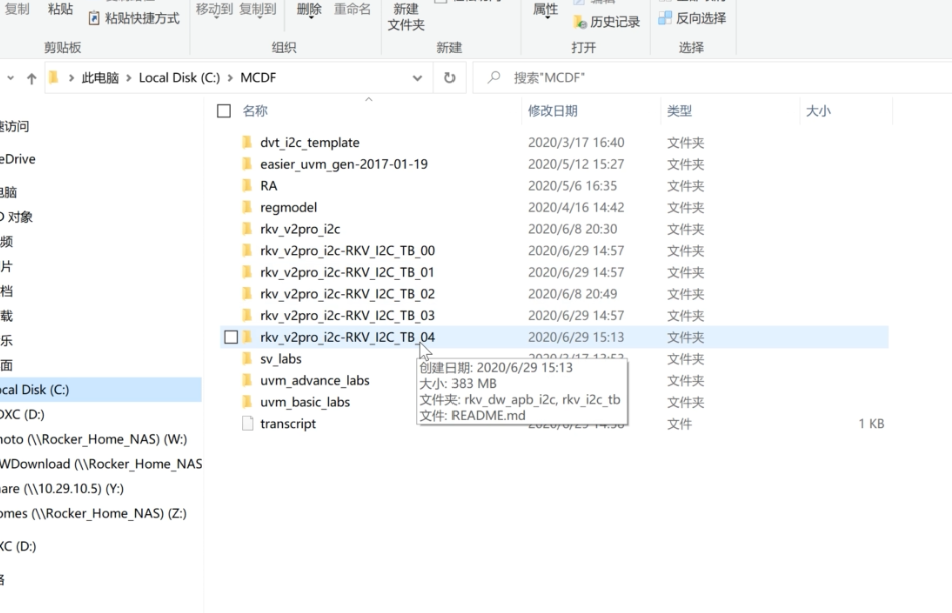 复制 粘贴 粘贴快捷方式 移动到 复制到 删除 重命名 新建 文件夹 属性 历史记录 反向选择
剪贴板 组织 新建 打开 选择
此电脑 › Local Disk (C:) › MCDF 搜索"MCDF"
名称 修改日期 类型 大小
dvt_i2c_template 2020/3/17 16:40 文件夹
easier_uvm_gen-2017-01-19 2020/5/12 15:27 文件夹
RA 2020/5/6 16:35 文件夹
regmodel 2020/4/16 14:42 文件夹
rkv_v2pro_i2c 2020/6/8 20:30 文件夹
rkv_v2pro_i2c-RKV_I2C_TB_00 2020/6/29 14:57 文件夹
rkv_v2pro_i2c-RKV_I2C_TB_01 2020/6/29 14:57 文件夹
rkv_v2pro_i2c-RKV_I2C_TB_02 2020/6/8 20:49 文件夹
rkv_v2pro_i2c-RKV_I2C_TB_03 2020/6/29 14:57 文件夹
rkv_v2pro_i2c-RKV_I2C_TB_04 2020/6/29 15:13 文件夹
sv_labs 文件夹
uvm_advance_labs 文件夹
uvm_basic_labs 文件夹
transcript 文件 1 KB
创建日期: 2020/6/29 15:13
大小: 383 MB
文件夹: rkv_dw_apb_i2c, rkv_i2c_tb
文件: README.md
速访问
eDrive
电脑
D 对象
频
片
档
载
乐
面
cal Disk (C:)
DXC (D:)
hoto (\\Rocker_Home_NAS) (W:)
WDownload (\\Rocker_Home_NAS
are (\\10.29.10.5) (Y:)
omes (\\Rocker_Home_NAS) (Z:)
XC (D:)
络